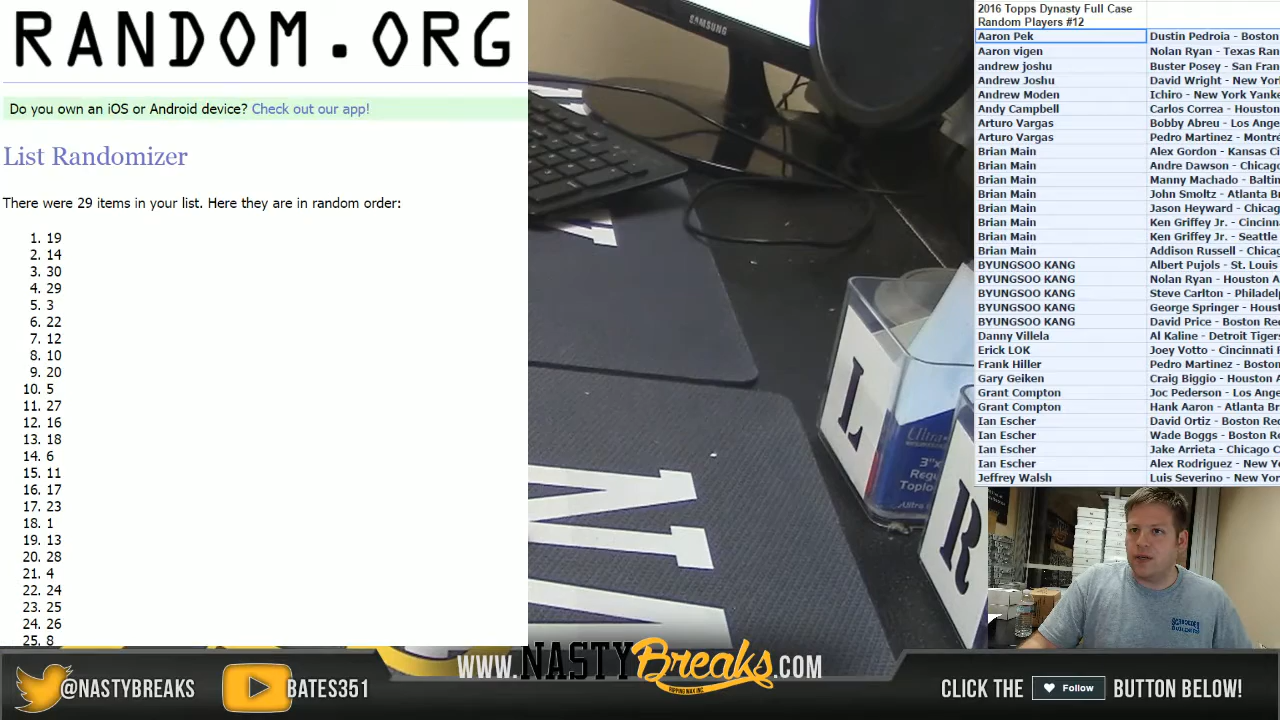 RANDOM.ORG
Do you own an iOS or Android device? Check out our app!
List Randomizer
There were 29 items in your list. Here they are in random order:
1. 19
2. 14
3. 30
4. 29
5. 3
6. 22
7. 12
8. 10
9. 20
10. 5
11. 27
12. 16
13. 18
14. 6
15. 11
16. 17
17. 23
18. 1
19. 13
20. 28
21. 4
22. 24
23. 25
24. 26
25. 8
SAMSUNG
L
R
N
Ultra
3"x
Regu
Toplo
2016 Topps Dynasty Full Case
Random Players #12
Aaron Pek Dustin Pedroia - Boston
Aaron vigen Nolan Ryan - Texas Ran
andrew joshu Buster Posey - San Fran
Andrew Joshu David Wright - New Yor
Andrew Moden Ichiro - New York Yanke
Andy Campbell Carlos Correa - Houston
Arturo Vargas Bobby Abreu - Los Ange
Arturo Vargas Pedro Martinez - Montré
Brian Main Alex Gordon - Kansas Ci
Brian Main Andre Dawson - Chicago
Brian Main Manny Machado - Baltin
Brian Main John Smoltz - Atlanta Br
Brian Main Jason Heyward - Chicag
Brian Main Ken Griffey Jr. - Cincinn
Brian Main Ken Griffey Jr. - Seattle
Brian Main Addison Russell - Chicag
BYUNGSOO KANG Albert Pujols - St. Louis
BYUNGSOO KANG Nolan Ryan - Houston A
BYUNGSOO KANG Steve Carlton - Philadelp
BYUNGSOO KANG George Springer - Houst
BYUNGSOO KANG David Price - Boston Red
Danny Villela Al Kaline - Detroit Tigers
Erick LOK Joey Votto - Cincinnati F
Frank Hiller Pedro Martinez - Boston
Gary Geiken Craig Biggio - Houston A
Grant Compton Joc Pederson - Los Ange
Grant Compton Hank Aaron - Atlanta Br
Ian Escher David Ortiz - Boston Red
Ian Escher Wade Boggs - Boston Re
Ian Escher Jake Arrieta - Chicago C
Ian Escher Alex Rodriguez - New Yo
Jeffrey Walsh Luis Severino - New Yor
@NASTYBREAKS
BATES351
WWW.NASTYBreaks.COM
RIPPING WAX INC
CLICK THE Follow BUTTON BELOW!